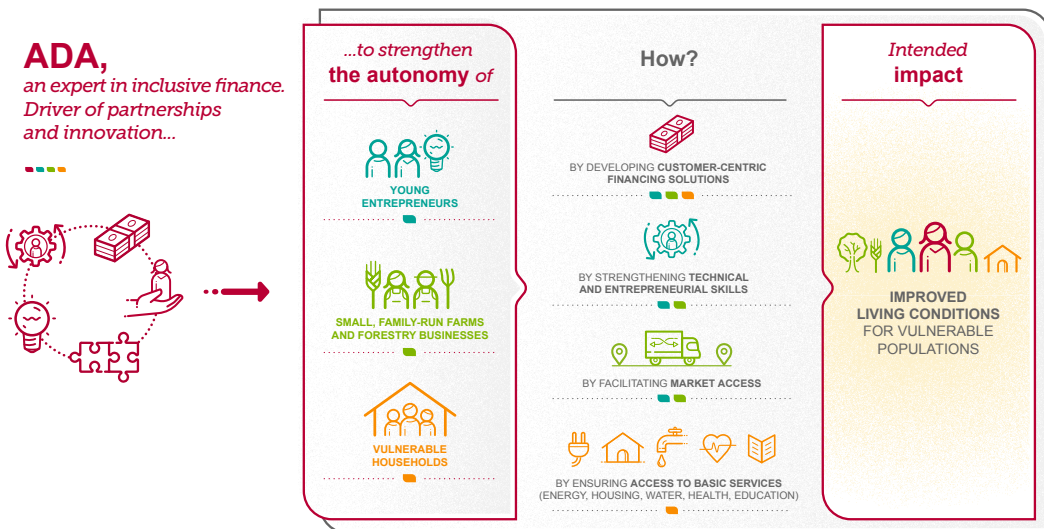 ADA,
an expert in inclusive finance.
Driver of partnerships
and innovation...
...to strengthen
the autonomy of
YOUNG
ENTREPRENEURS
SMALL, FAMILY-RUN FARMS
AND FORESTRY BUSINESSES
VULNERABLE
HOUSEHOLDS
How?
BY DEVELOPING CUSTOMER-CENTRIC
FINANCING SOLUTIONS
BY STRENGTHENING TECHNICAL
AND ENTREPRENEURIAL SKILLS
BY FACILITATING MARKET ACCESS
BY ENSURING ACCESS TO BASIC SERVICES
(ENERGY, HOUSING, WATER, HEALTH, EDUCATION)
Intended
impact
IMPROVED
LIVING CONDITIONS
FOR VULNERABLE
POPULATIONS